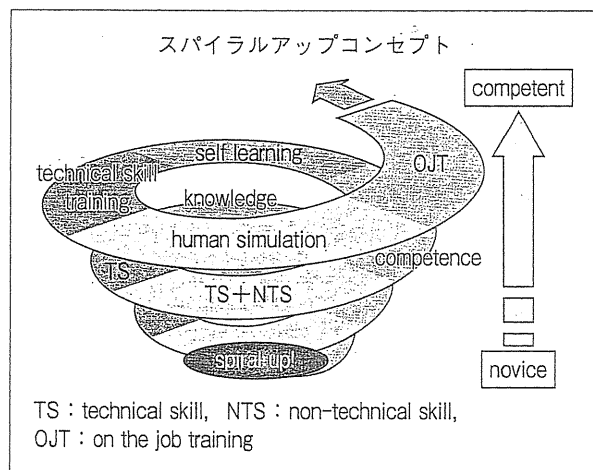 スパイラルアップコンセプト
competent
self learning
OJT
technical skill
training
knowledge
human simulation
competence
TS
TS＋NTS
spiral up!
novice
TS：technical skill, NTS：non-technical skill,
OJT：on the job training